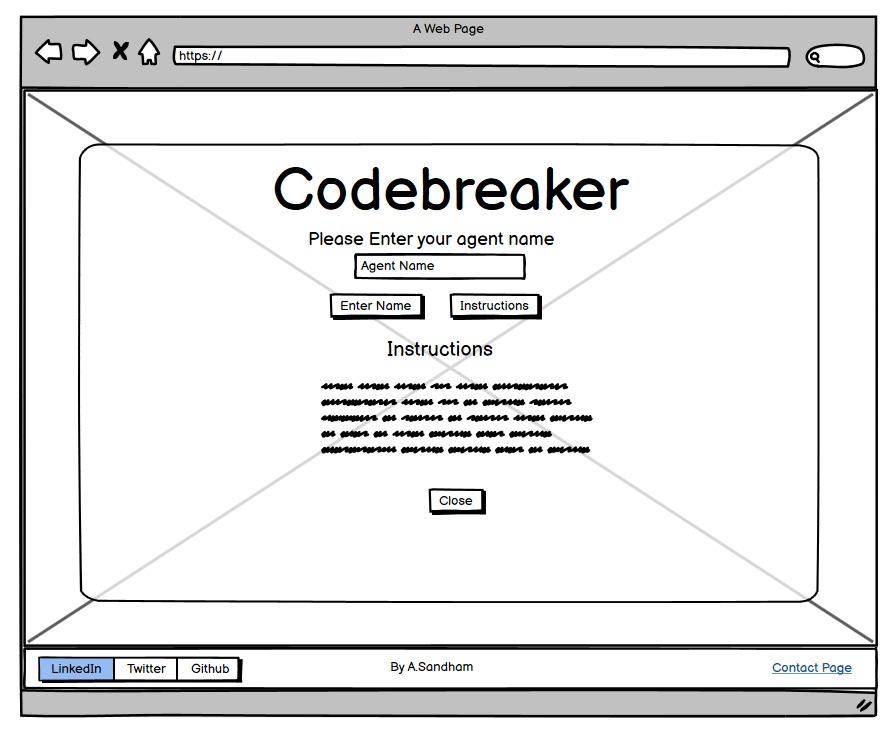 A Web Page
https://
Codebreaker
Please Enter your agent name
Agent Name
Enter Name Instructions
Instructions
Close
LinkedIn Twitter Github By A.Sandham Contact Page